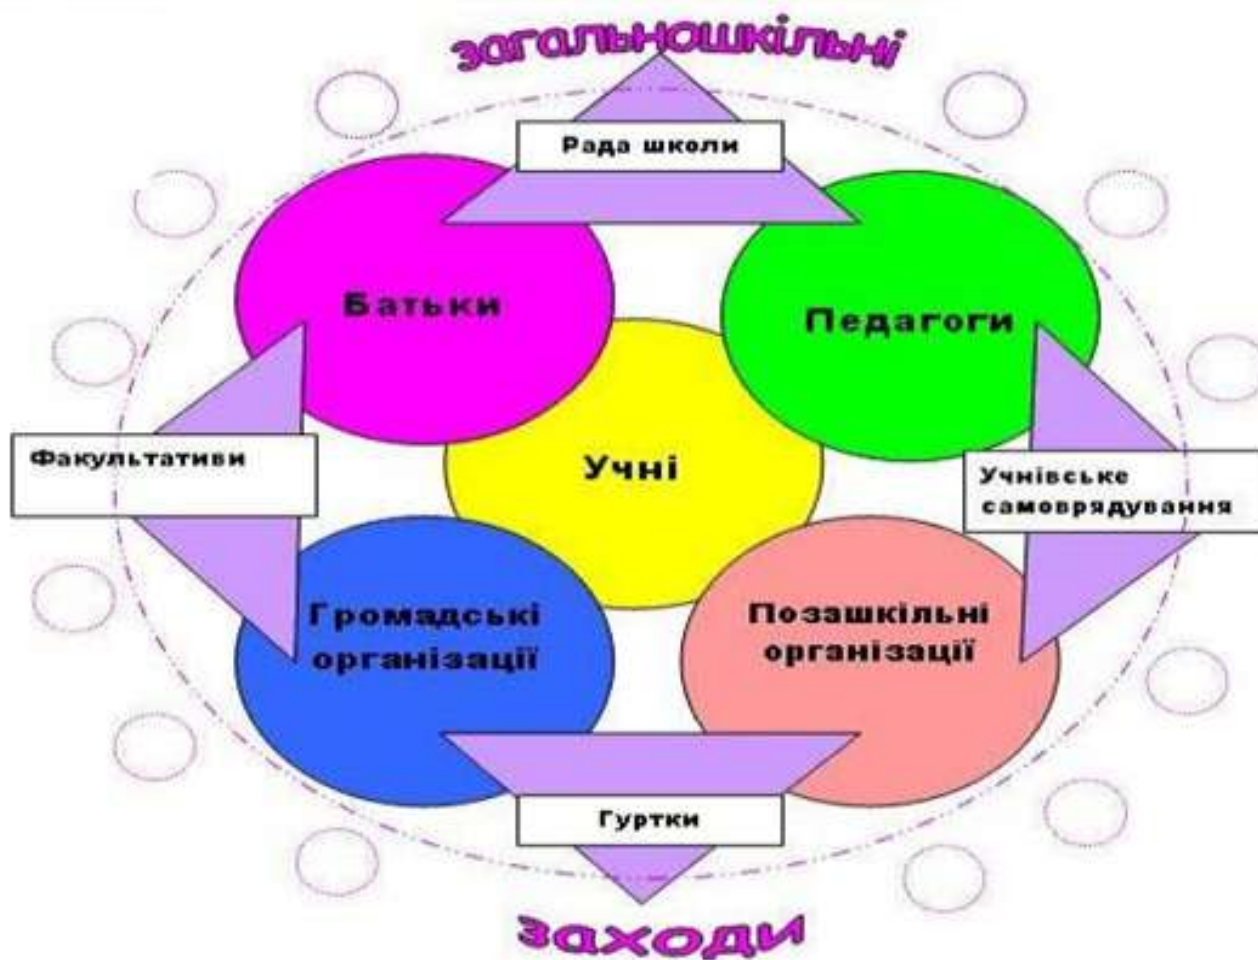 загальношкільні
Рада школи
Батьки
Педагоги
Факультативи
Учні
Учнівське
самоврядування
Громадські
організації
Позашкільні
організації
Гуртки
заходи